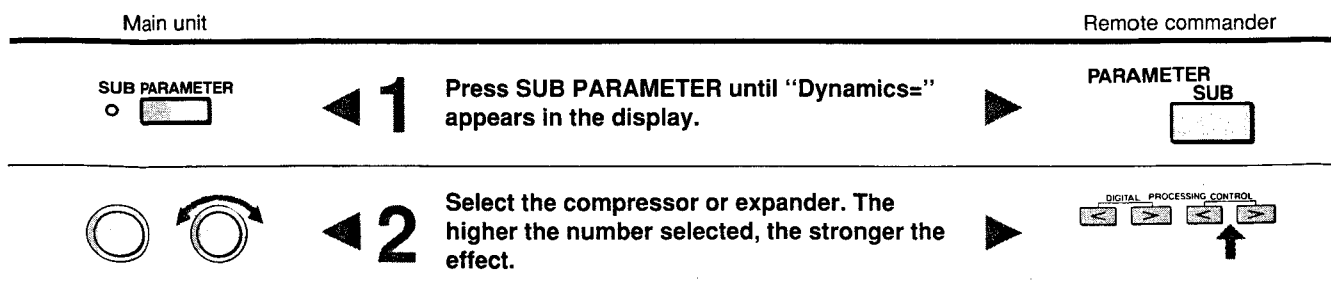 Main unit
Remote commander
SUB PARAMETER
1
Press SUB PARAMETER until “Dynamics=”
appears in the display.
PARAMETER
SUB
2
Select the compressor or expander. The
higher the number selected, the stronger the
effect.
DIGITAL PROCESSING CONTROL
< > < >